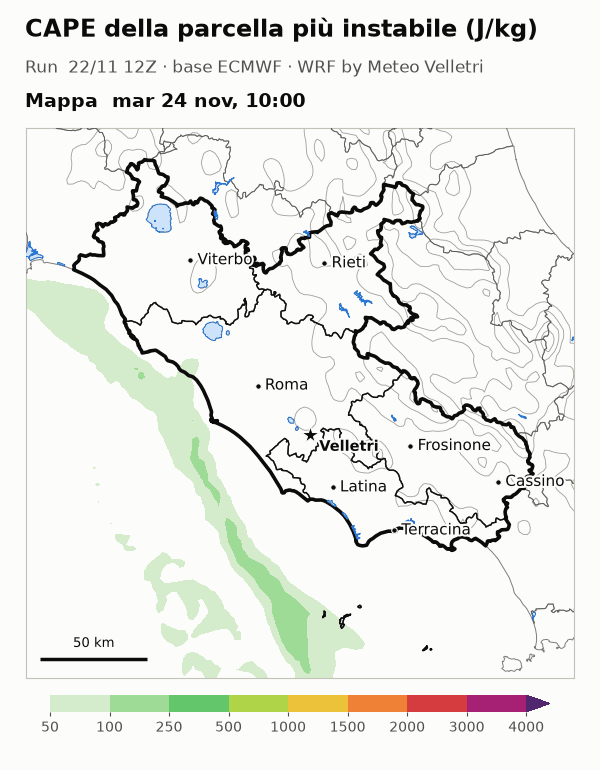 CAPE della parcella più instabile (J/kg)
Run  22/11 12Z · base ECMWF · WRF by Meteo Velletri
Mappa  mar 24 nov, 10:00
Viterbo
Rieti
Roma
Velletri
Frosinone
Cassino
Latina
Terracina
50 km
50 100 250 500 1000 1500 2000 3000 4000